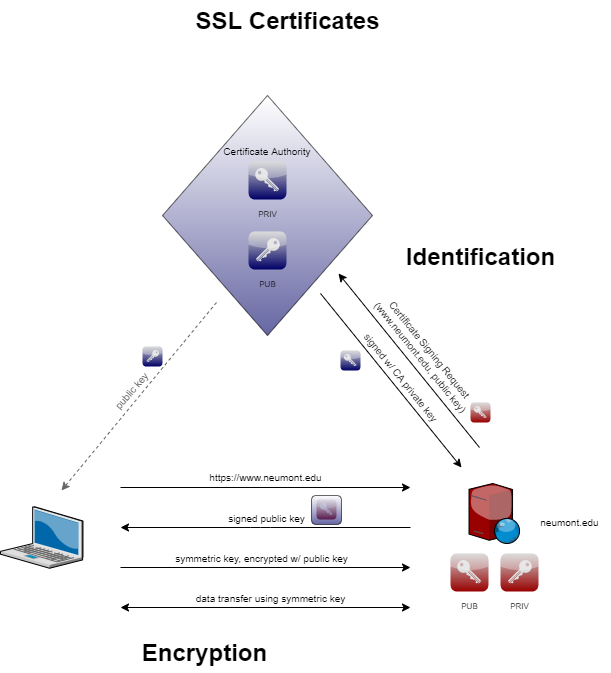 SSL Certificates
Certificate Authority
PRIV
PUB
Identification
Certificate Signing Request
(www.neumont.edu, public key)
signed w/ CA private key
public key
https://www.neumont.edu
signed public key
neumont.edu
symmetric key, encrypted w/ public key
PUB
PRIV
data transfer using symmetric key
Encryption